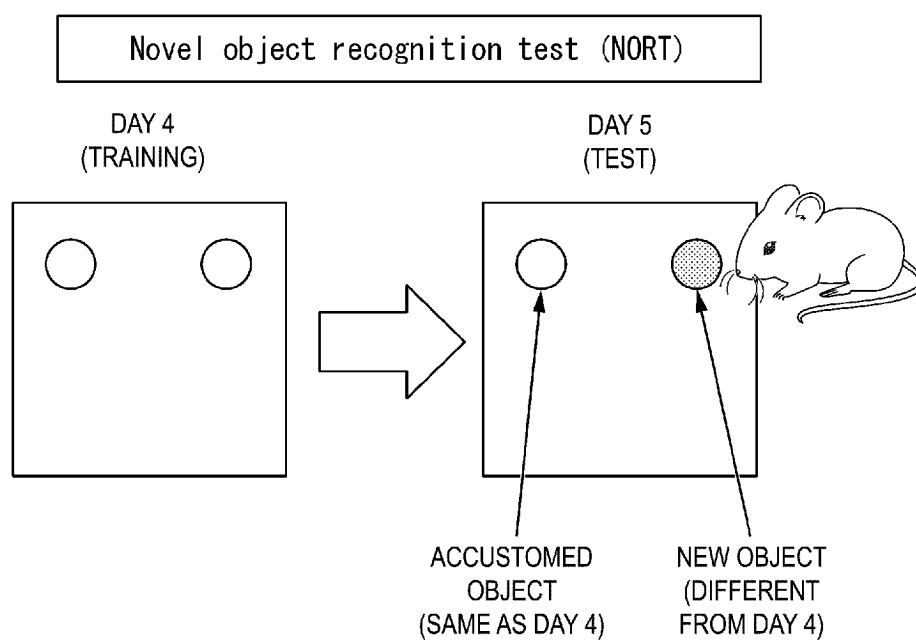 Novel object recognition test (NORT)
DAY 4
(TRAINING)
DAY 5
(TEST)
ACCUSTOMED
OBJECT
(SAME AS DAY 4)
NEW OBJECT
(DIFFERENT
FROM DAY 4)